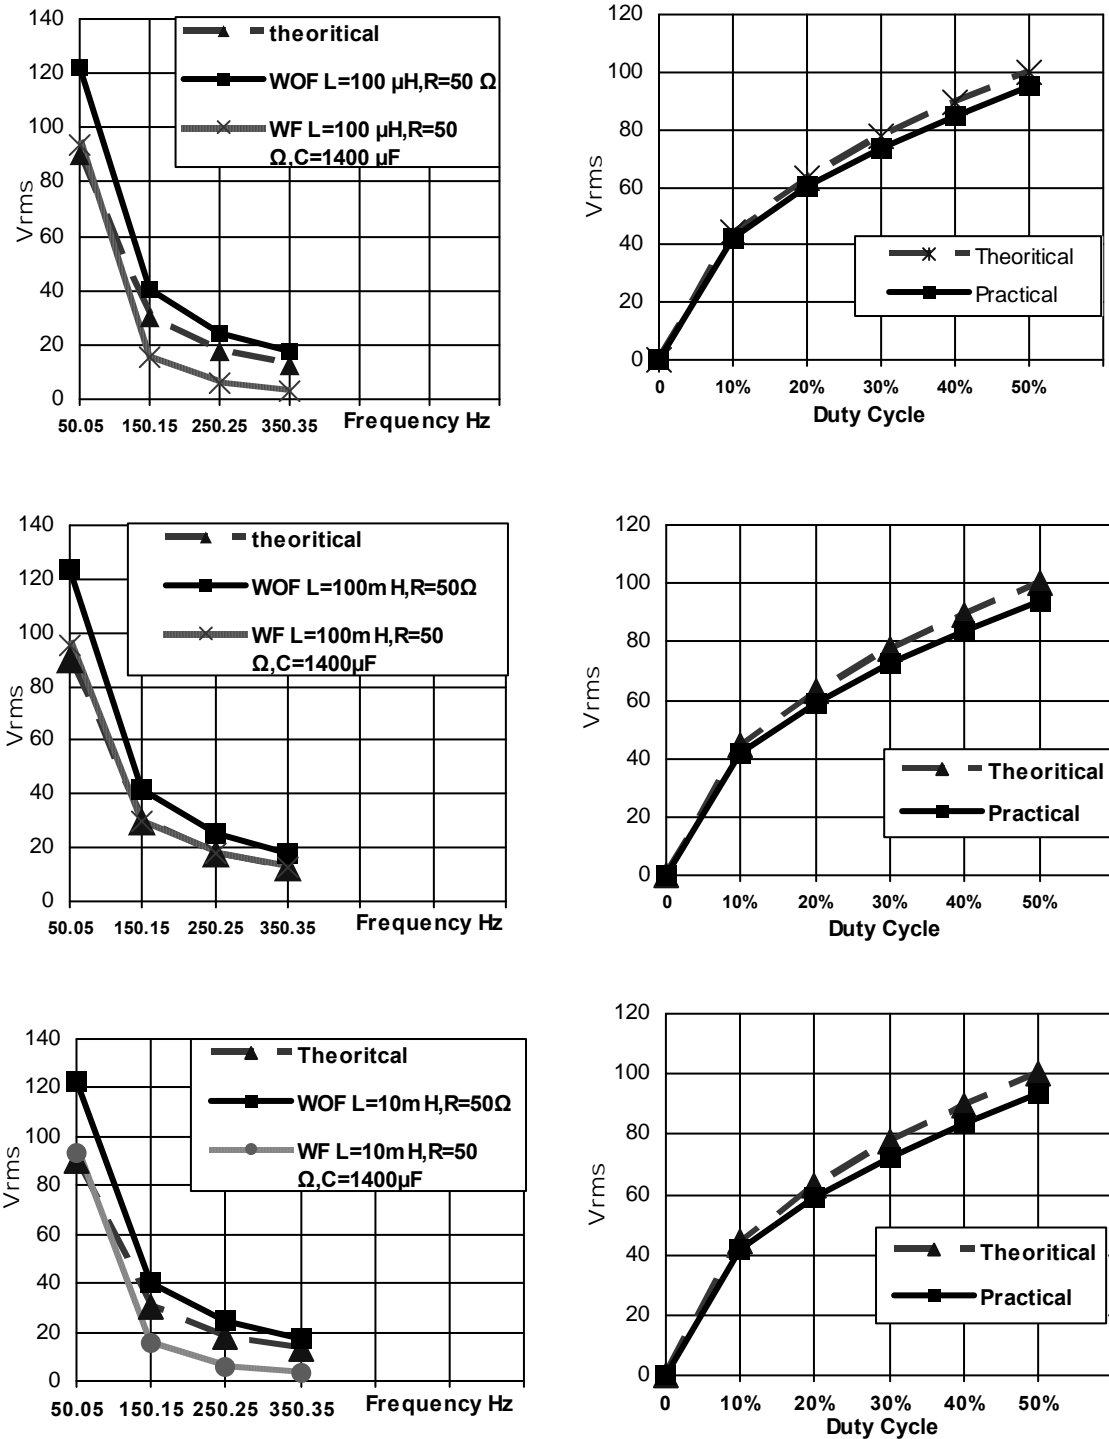 140
120
100
80
60
40
20
0
Vrms
theoritical
WOF L=100 µH,R=50 Ω
WF L=100 µH,R=50
Ω,C=1400 µF
50.05 150.15 250.25 350.35
Frequency Hz
120
100
80
60
40
20
0
Vrms
Theoritical
Practical
0 10% 20% 30% 40% 50%
Duty Cycle
140
120
100
80
60
40
20
0
Vrms
theoritical
WOF L=100mH,R=50Ω
WF L=100mH,R=50
Ω,C=1400µF
50.05 150.15 250.25 350.35
Frequency Hz
120
100
80
60
40
20
0
Vrms
Theoritical
Practical
0 10% 20% 30% 40% 50%
Duty Cycle
140
120
100
80
60
40
20
0
Vrms
Theoritcal
WOF L=10mH,R=50Ω
WF L=10mH,R=50
Ω,C=1400µF
50.05 150.15 250.25 350.35
Frequency Hz
120
100
80
60
40
20
0
Vrms
Theoritical
Practical
0 10% 20% 30% 40% 50%
Duty Cycle